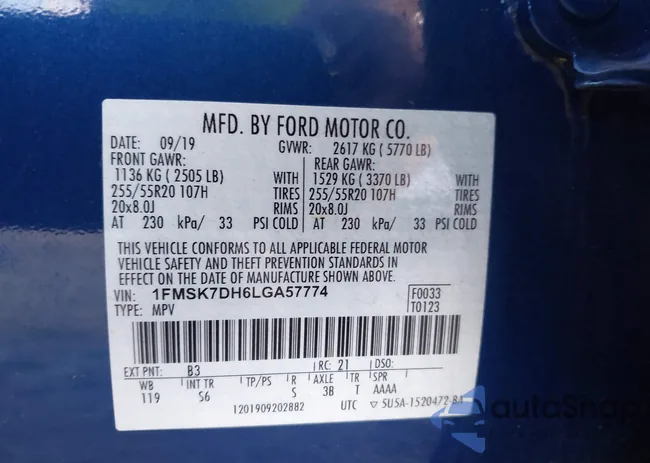 MFD. BY FORD MOTOR CO.
DATE: 09/19 GVWR: 2617 KG (5770 LB)
FRONT GAWR: REAR GAWR:
1136 KG (2505 LB) WITH 1529 KG (3370 LB) WITH
255/55R20 107H TIRES 255/55R20 107H TIRES
20x8.0J RIMS 20x8.0J RIMS
AT 230 kPa/ 33 PSI COLD AT 230 kPa/ 33 PSI COLD
THIS VEHICLE CONFORMS TO ALL APPLICABLE FEDERAL MOTOR
VEHICLE SAFETY AND THEFT PREVENTION STANDARDS IN
EFFECT ON THE DATE OF MANUFACTURE SHOWN ABOVE.
VIN: 1FMSK7DH6LGA57774 F0033
TYPE: MPV T0123
EXT PNT: B3 RC: 21 DSO:
WB INT TR TP/PS R AXLE TR SPR
119 S6 S 3B T AAAA
1201909202882 UTC 5U5A-1520472-BA
autoSnap